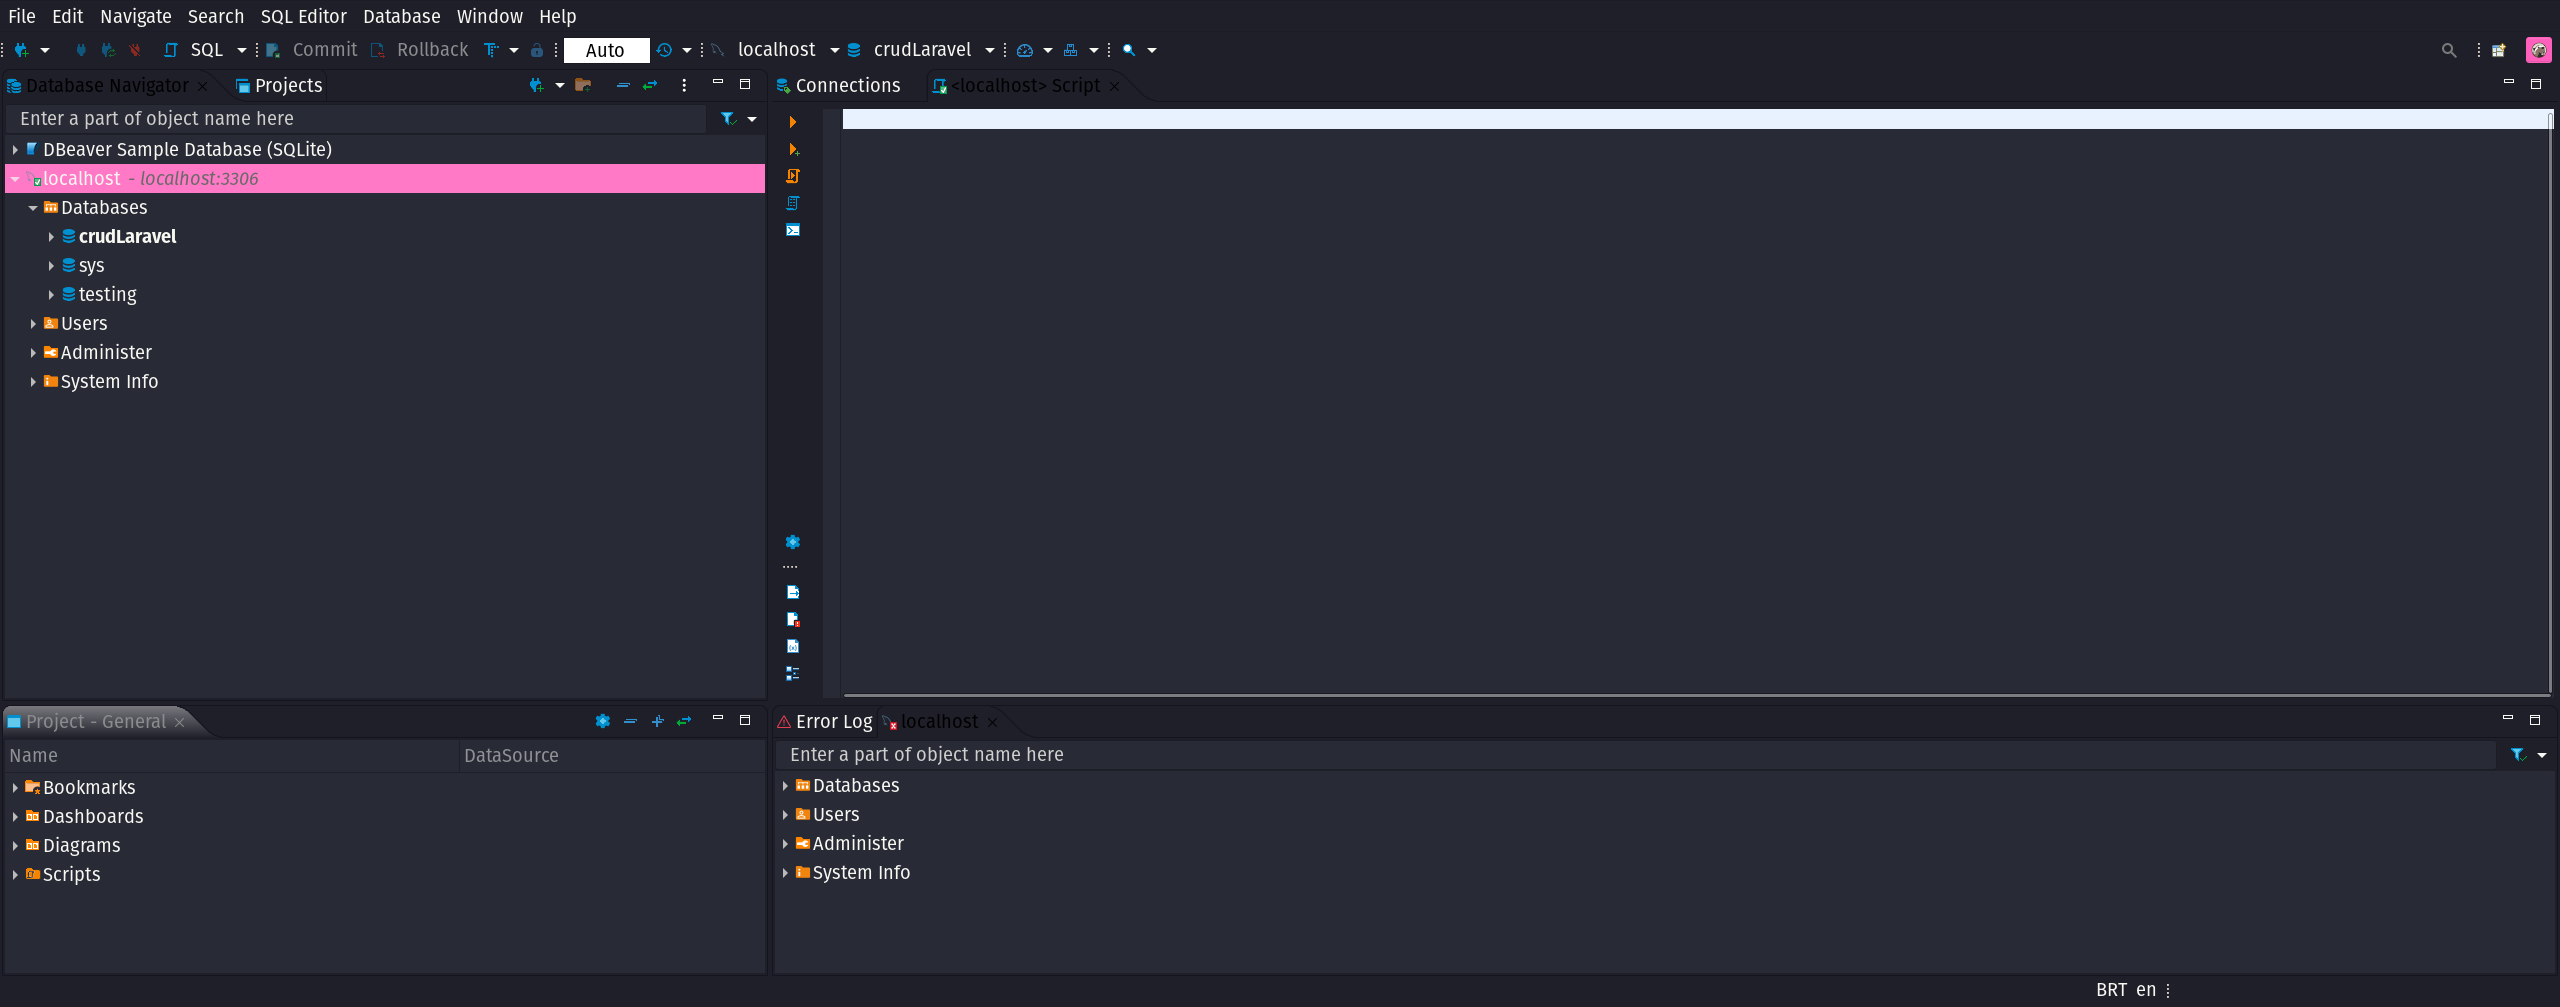 File Edit Navigate Search SQL Editor Database Window Help
SQL Commit Rollback Auto localhost crudLaravel
Database Navigator Projects
Enter a part of object name here
DBeaver Sample Database (SQLite)
localhost - localhost:3306
Databases
crudLaravel
sys
testing
Users
Administer
System Info
Connections <localhost> Script
Project - General
Name DataSource
Bookmarks
Dashboards
Diagrams
Scripts
Error Log localhost
Enter a part of object name here
Databases
Users
Administer
System Info
BRT en